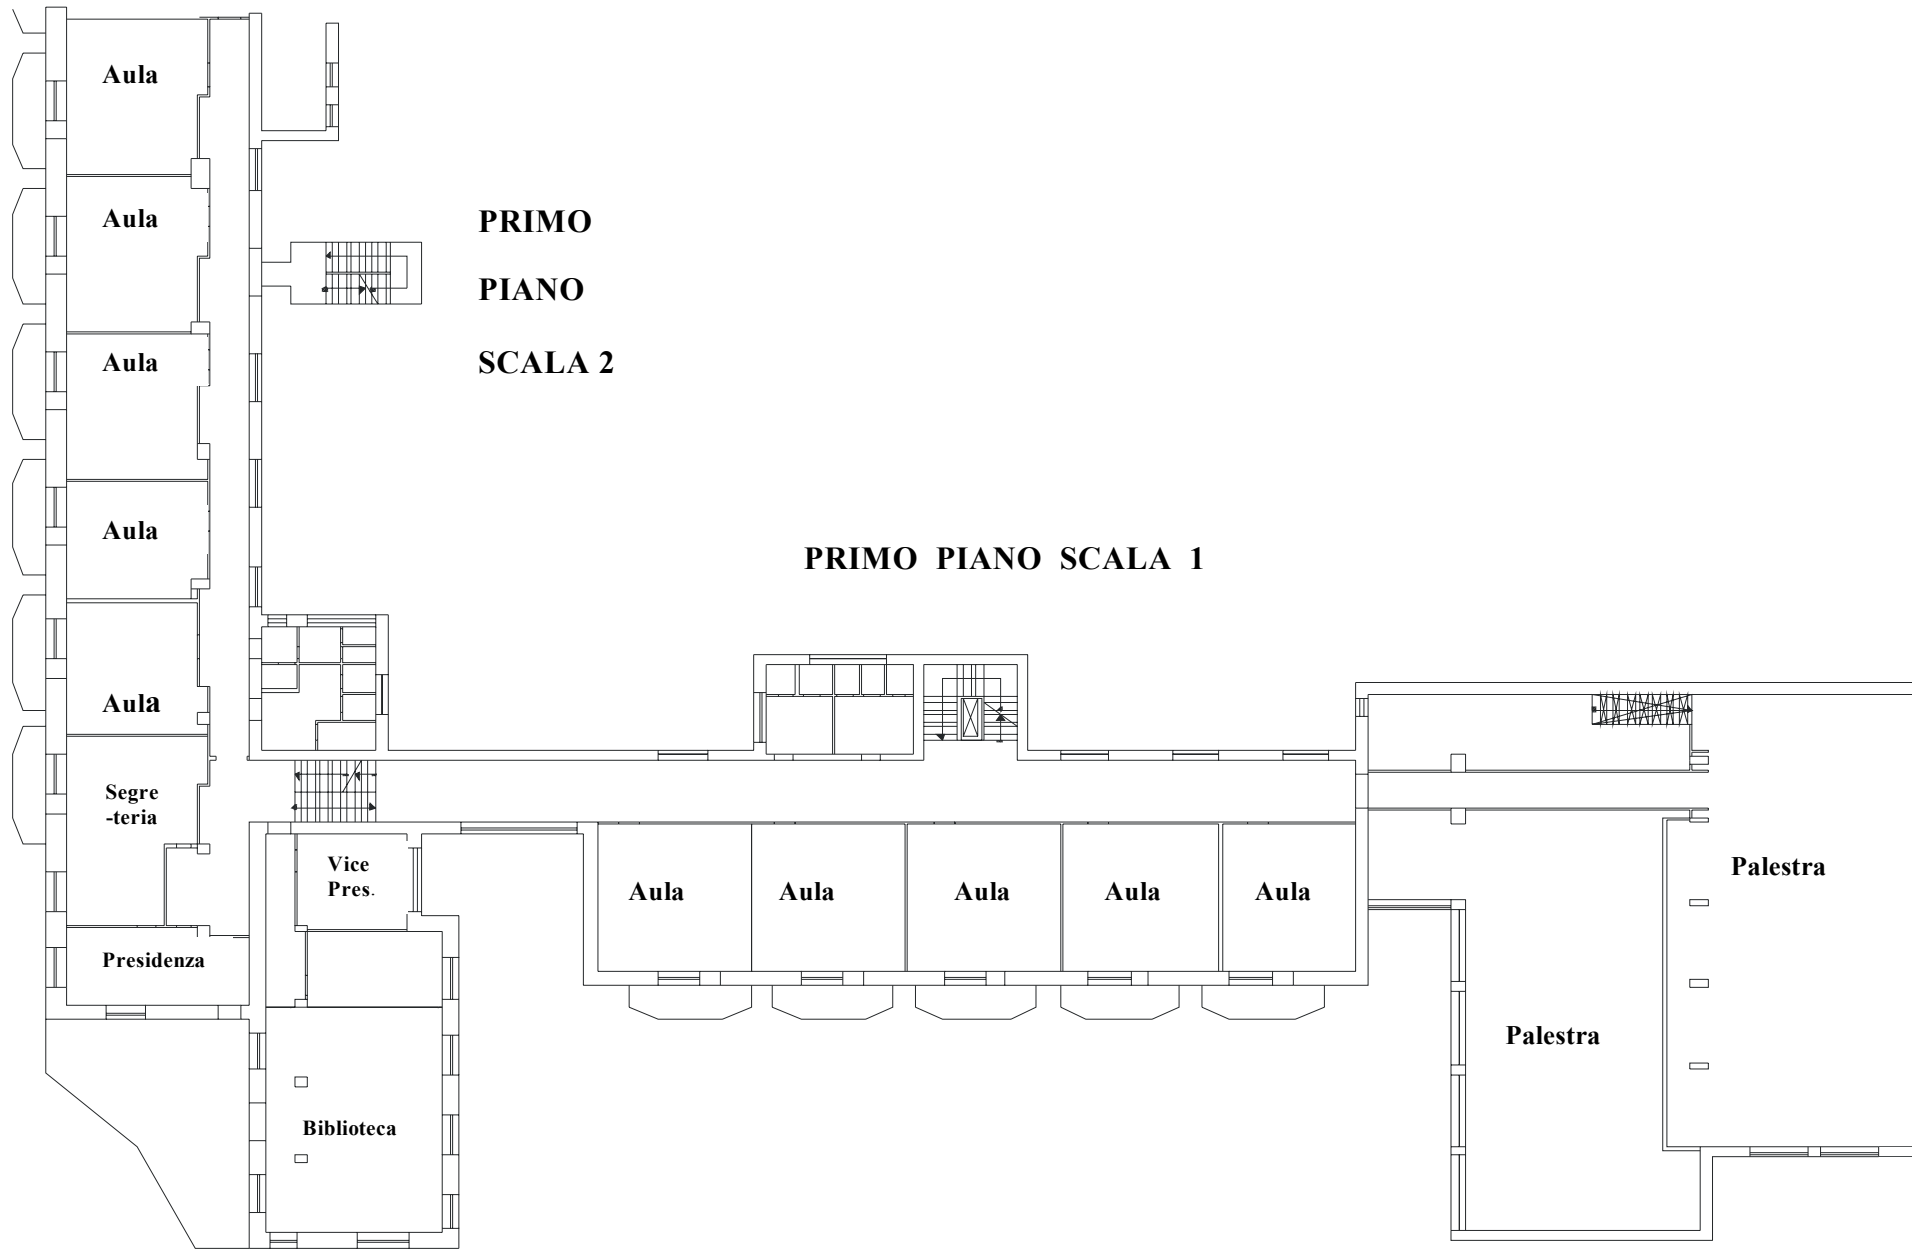 Aula
Aula
PRIMO
PIANO
SCALA 2
Aula
Aula
PRIMO PIANO SCALA 1
Aula
Segre
-teria
Vice
Pres.
Presidenza
Biblioteca
Aula
Aula
Aula
Aula
Aula
Palestra
Palestra